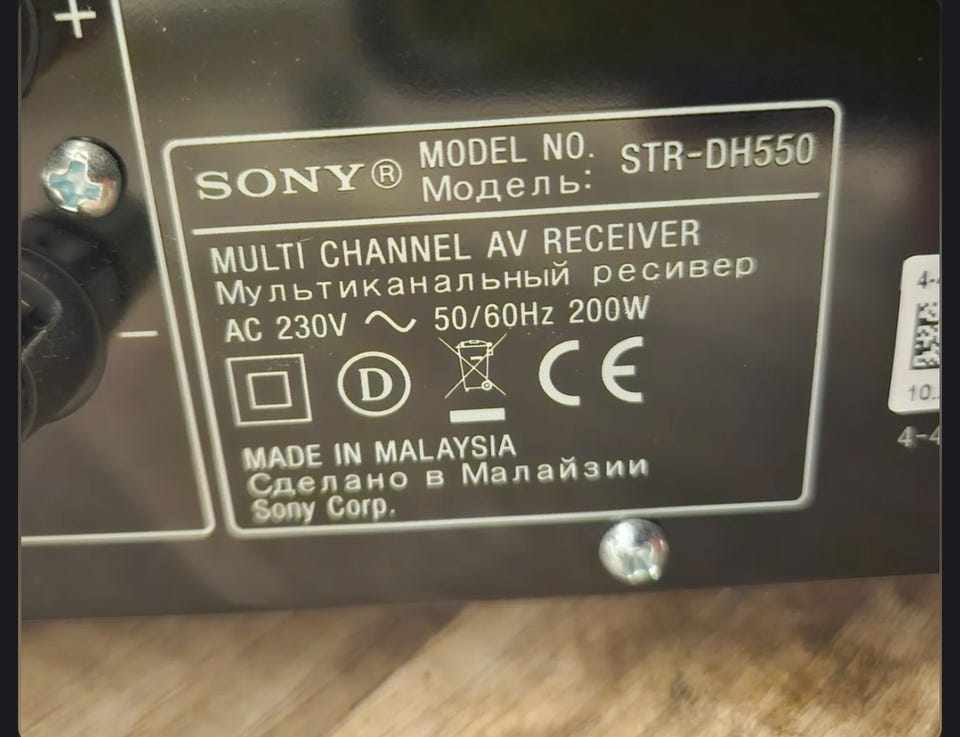 +
SONY® MODEL NO. STR-DH550
Модель:
MULTI CHANNEL AV RECEIVER
Мультиканальный ресивер
AC 230V ~ 50/60Hz 200W
D
CE
MADE IN MALAYSIA
Сделано в Малайзии
Sony Corp.
–